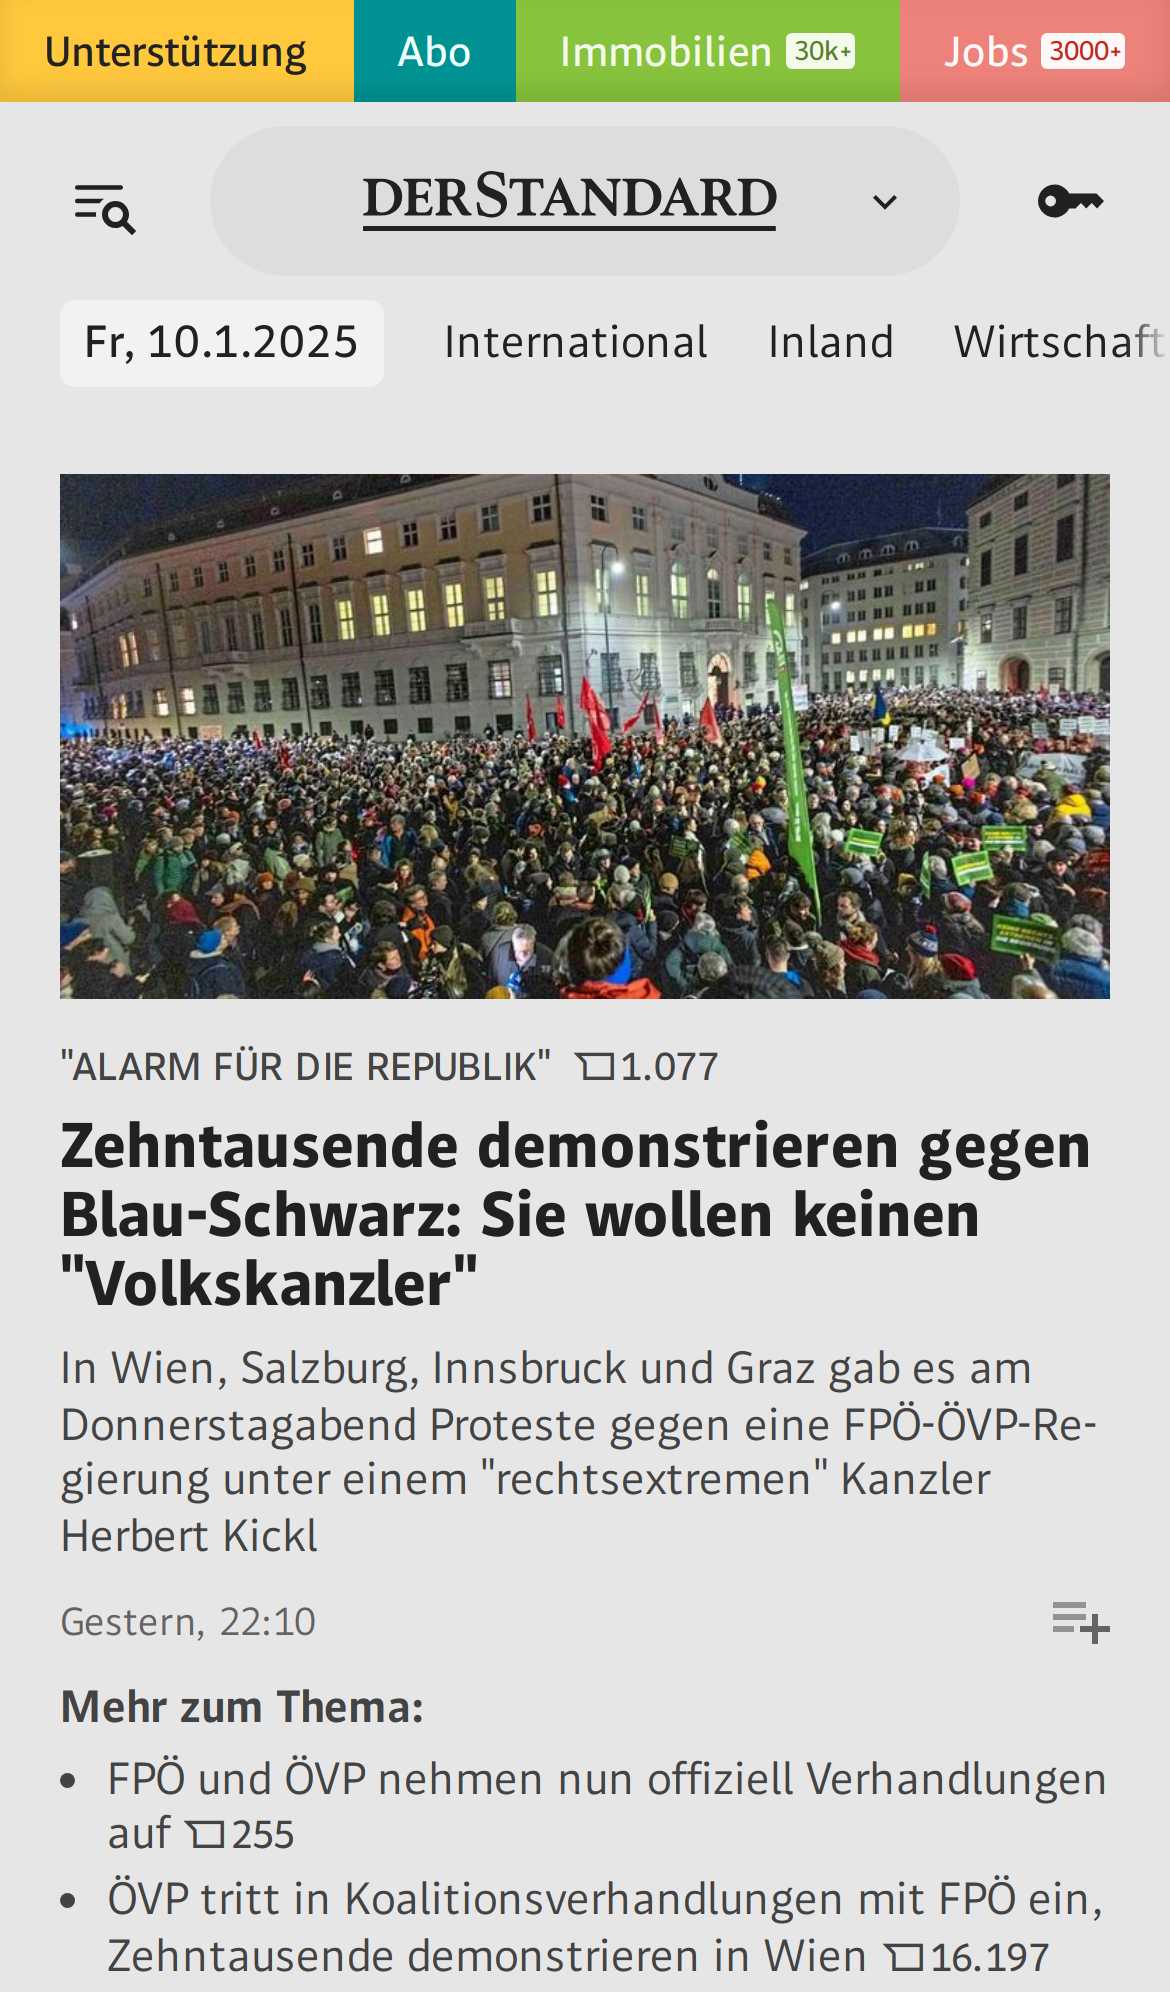 Unterstützung Abo Immobilien 30k+ Jobs 3000+
DERSTANDARD
Fr, 10.1.2025 International Inland Wirtschaft
"ALARM FÜR DIE REPUBLIK" 1.077
Zehntausende demonstrieren gegen
Blau-Schwarz: Sie wollen keinen
"Volkskanzler"
In Wien, Salzburg, Innsbruck und Graz gab es am
Donnerstagabend Proteste gegen eine FPÖ-ÖVP-Re-
gierung unter einem "rechtsextremen" Kanzler
Herbert Kickl
Gestern, 22:10
Mehr zum Thema:
• FPÖ und ÖVP nehmen nun offiziell Verhandlungen
auf 255
• ÖVP tritt in Koalitionsverhandlungen mit FPÖ ein,
Zehntausende demonstrieren in Wien 16.197